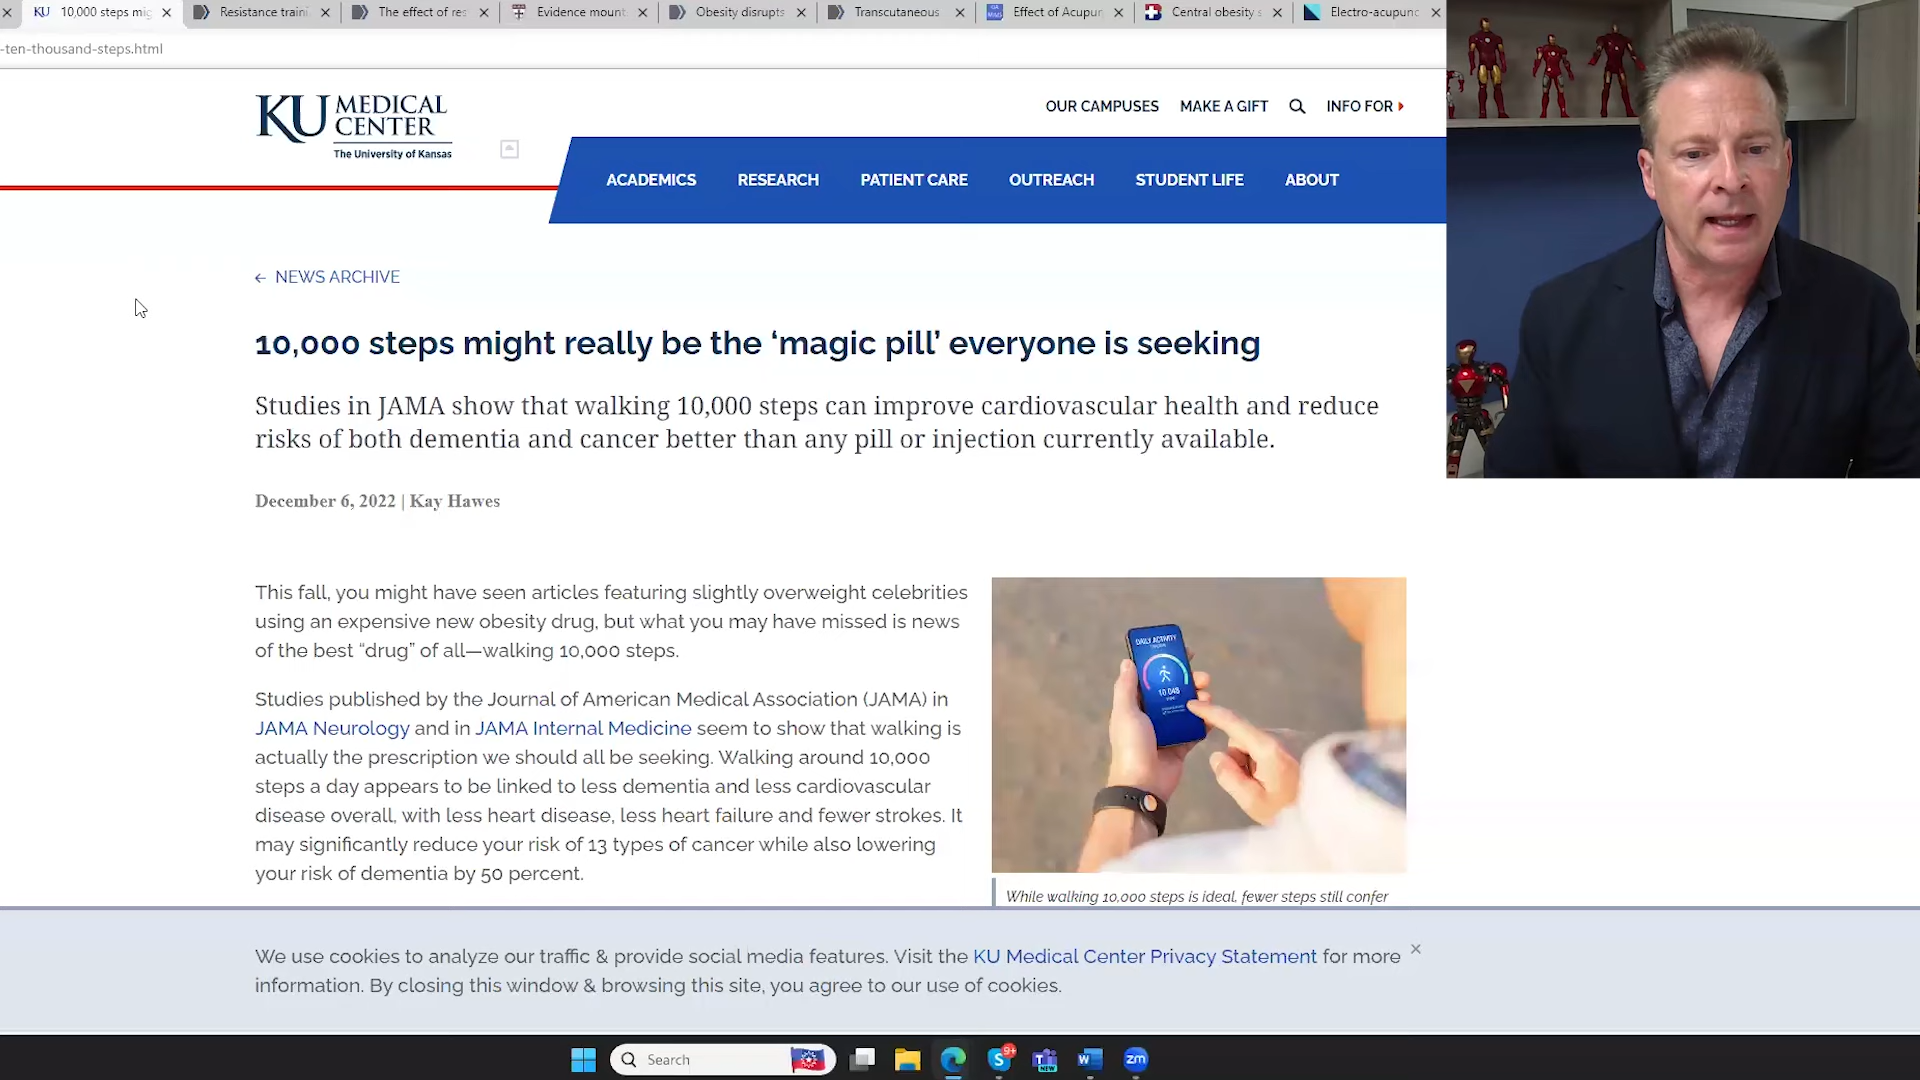 10,000 steps mig
Resistance traini
The effect of res
Evidence mount
Obesity disrupts
Transcutaneous
Effect of Acupur
Central obesity s
Electro-acupunc
-ten-thousand-steps.html
KU MEDICAL CENTER
The University of Kansas
OUR CAMPUSES MAKE A GIFT INFO FOR
ACADEMICS RESEARCH PATIENT CARE OUTREACH STUDENT LIFE ABOUT
← NEWS ARCHIVE
10,000 steps might really be the ‘magic pill’ everyone is seeking
Studies in JAMA show that walking 10,000 steps can improve cardiovascular health and reduce
risks of both dementia and cancer better than any pill or injection currently available.
December 6, 2022 | Kay Hawes
This fall, you might have seen articles featuring slightly overweight celebrities
using an expensive new obesity drug, but what you may have missed is news
of the best “drug” of all—walking 10,000 steps.
Studies published by the Journal of American Medical Association (JAMA) in
JAMA Neurology and in JAMA Internal Medicine seem to show that walking is
actually the prescription we should all be seeking. Walking around 10,000
steps a day appears to be linked to less dementia and less cardiovascular
disease overall, with less heart disease, less heart failure and fewer strokes. It
may significantly reduce your risk of 13 types of cancer while also lowering
your risk of dementia by 50 percent.
DAILY ACTIVITY
10 048
While walking 10,000 steps is ideal, fewer steps still confer
We use cookies to analyze our traffic & provide social media features. Visit the KU Medical Center Privacy Statement for more
information. By closing this window & browsing this site, you agree to our use of cookies.
Search
9+
NEW
zm